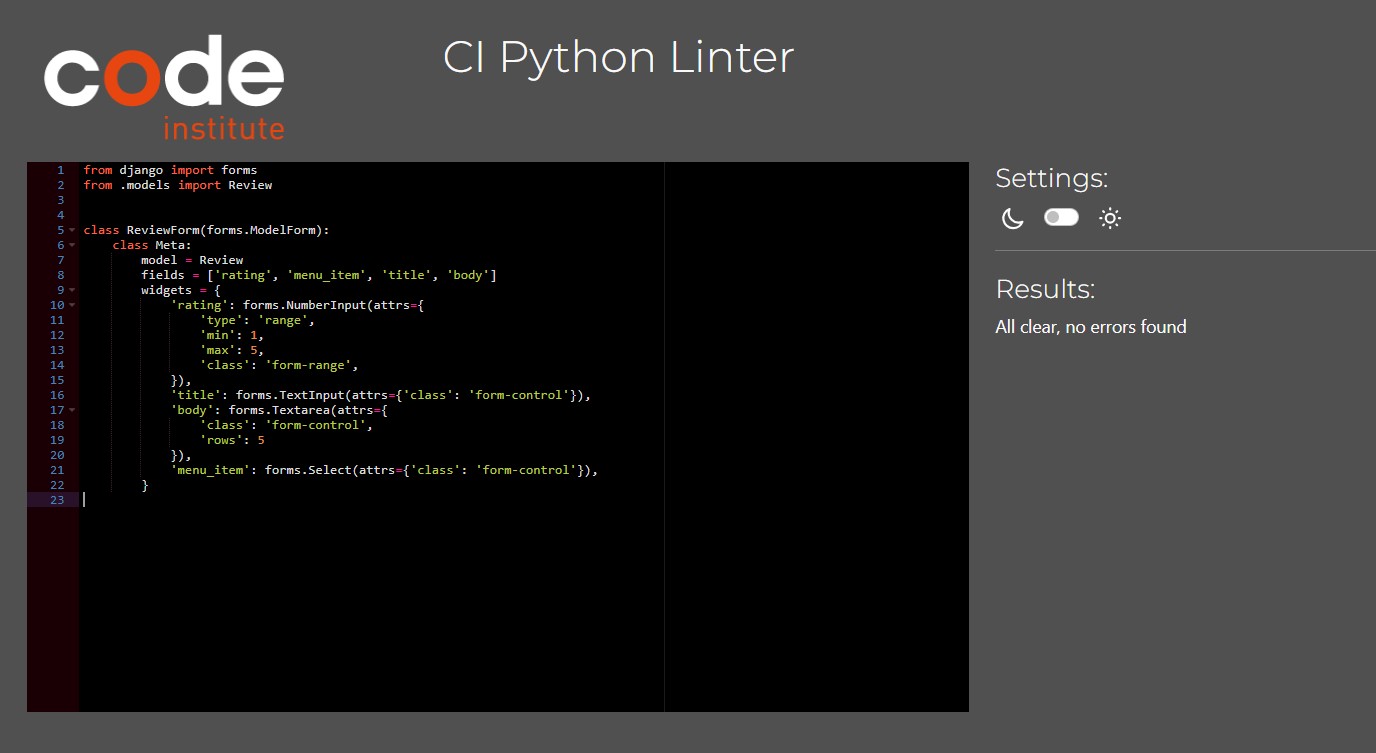 code
institute
CI Python Linter
1 from django import forms
2 from .models import Review
3
4
5 class ReviewForm(forms.ModelForm):
6     class Meta:
7         model = Review
8         fields = ['rating', 'menu_item', 'title', 'body']
9         widgets = {
10             'rating': forms.NumberInput(attrs={
11                 'type': 'range',
12                 'min': 1,
13                 'max': 5,
14                 'class': 'form-range',
15             }),
16             'title': forms.TextInput(attrs={'class': 'form-control'}),
17             'body': forms.Textarea(attrs={
18                 'class': 'form-control',
19                 'rows': 5
20             }),
21             'menu_item': forms.Select(attrs={'class': 'form-control'}),
22         }
23
Settings:
Results:
All clear, no errors found